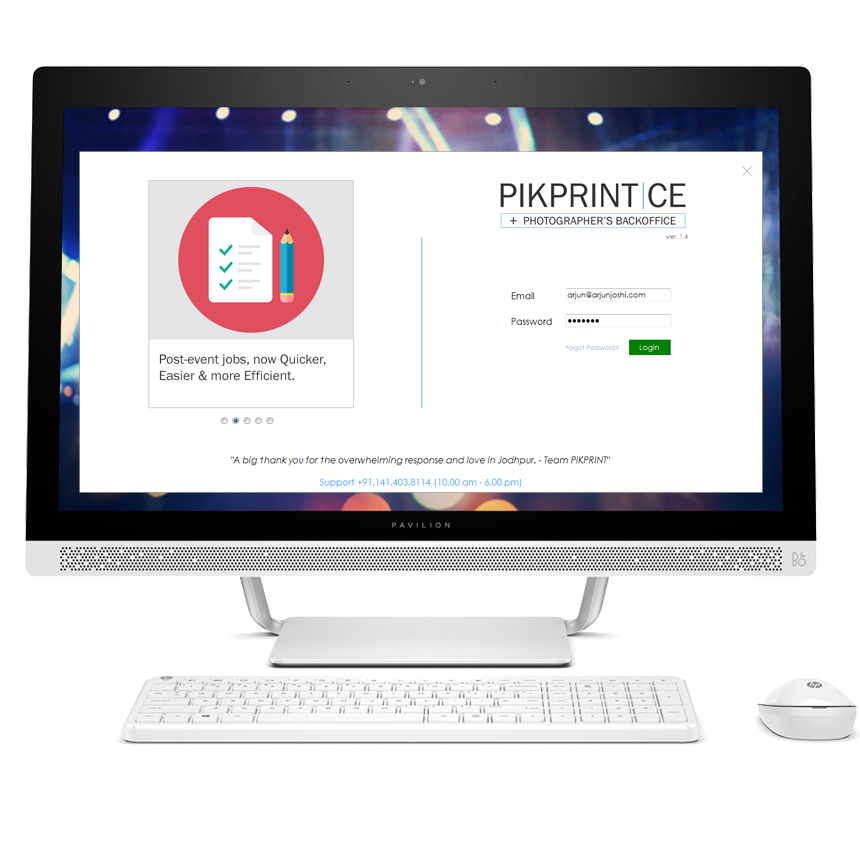 PIKPRINT|CE
+ PHOTOGRAPHER'S BACKOFFICE
ver. 1.4
Email arjun@arjunjoshi.com
Password •••••••
Forgot Password? Login
Post-event jobs, now Quicker,
Easier & more Efficient.
"A big thank you for the overwhelming response and love in Jodhpur. - Team PIKPRINT"
Support +91.141.403.8114 (10.00 am - 6.00 pm)
PAVILION
B&O
hp